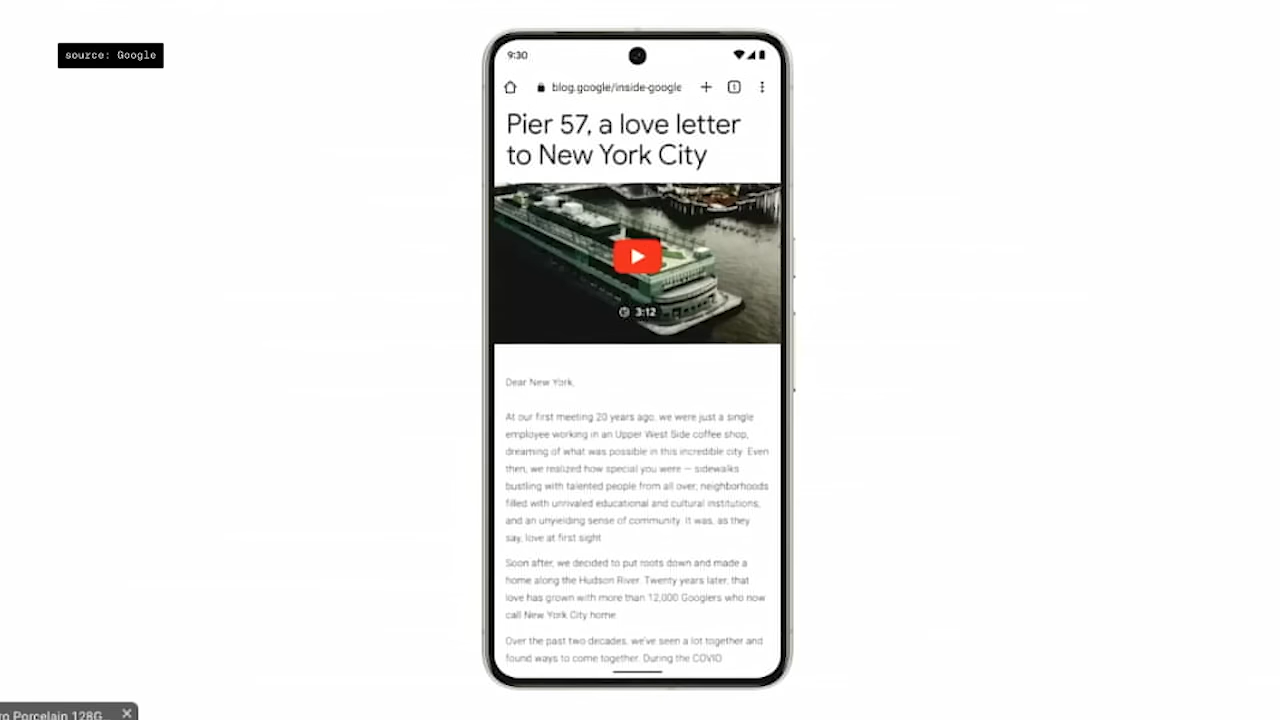 source: Google
9:30
blog.google/inside-google
1
Pier 57, a love letter
to New York City
3:12
Dear New York,
At our first meeting 20 years ago, we were just a single
employee working in an Upper West Side coffee shop,
dreaming of what was possible in this incredible city. Even
then, we realized how special you were — sidewalks
bustling with talented people from all over; neighborhoods
filled with unrivaled educational and cultural institutions;
and an unyielding sense of community. It was, as they
say, love at first sight.
Soon after, we decided to put roots down and made a
home along the Hudson River. Twenty years later, that
love has grown with more than 12,000 Googlers who now
call New York City home.
Over the past two decades, we've seen a lot together and
found ways to come together. During the COVID
ro Porcelain 128G...